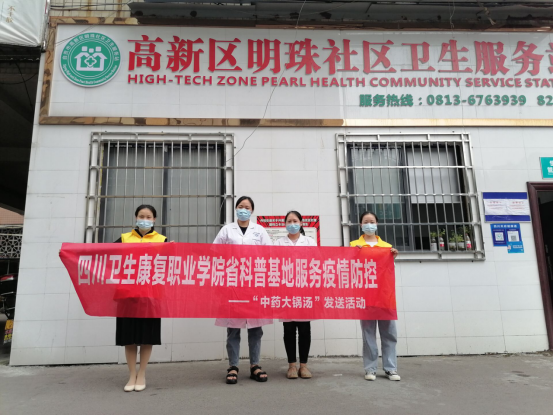 高新区明珠社区卫生服务
HIGH-TECH ZONE PEARL HEALTH COMMUNITY SERVICE STAT
服务热线:0813-6763939 82
四川卫生康复职业学院省科普基地服务疫情防控
——“中药大锅汤”发送活动